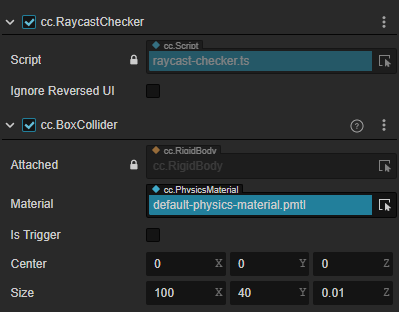 cc.RaycastChecker
cc.Script
Script raycast-checker.ts
Ignore Reversed UI
cc.BoxCollider ?
cc.RigidBody
Attached cc.RigidBody
cc.PhysicsMaterial
Material default-physics-material.pmtl
Is Trigger
Center 0 X 0 Y 0 Z
Size 100 X 40 Y 0.01 Z